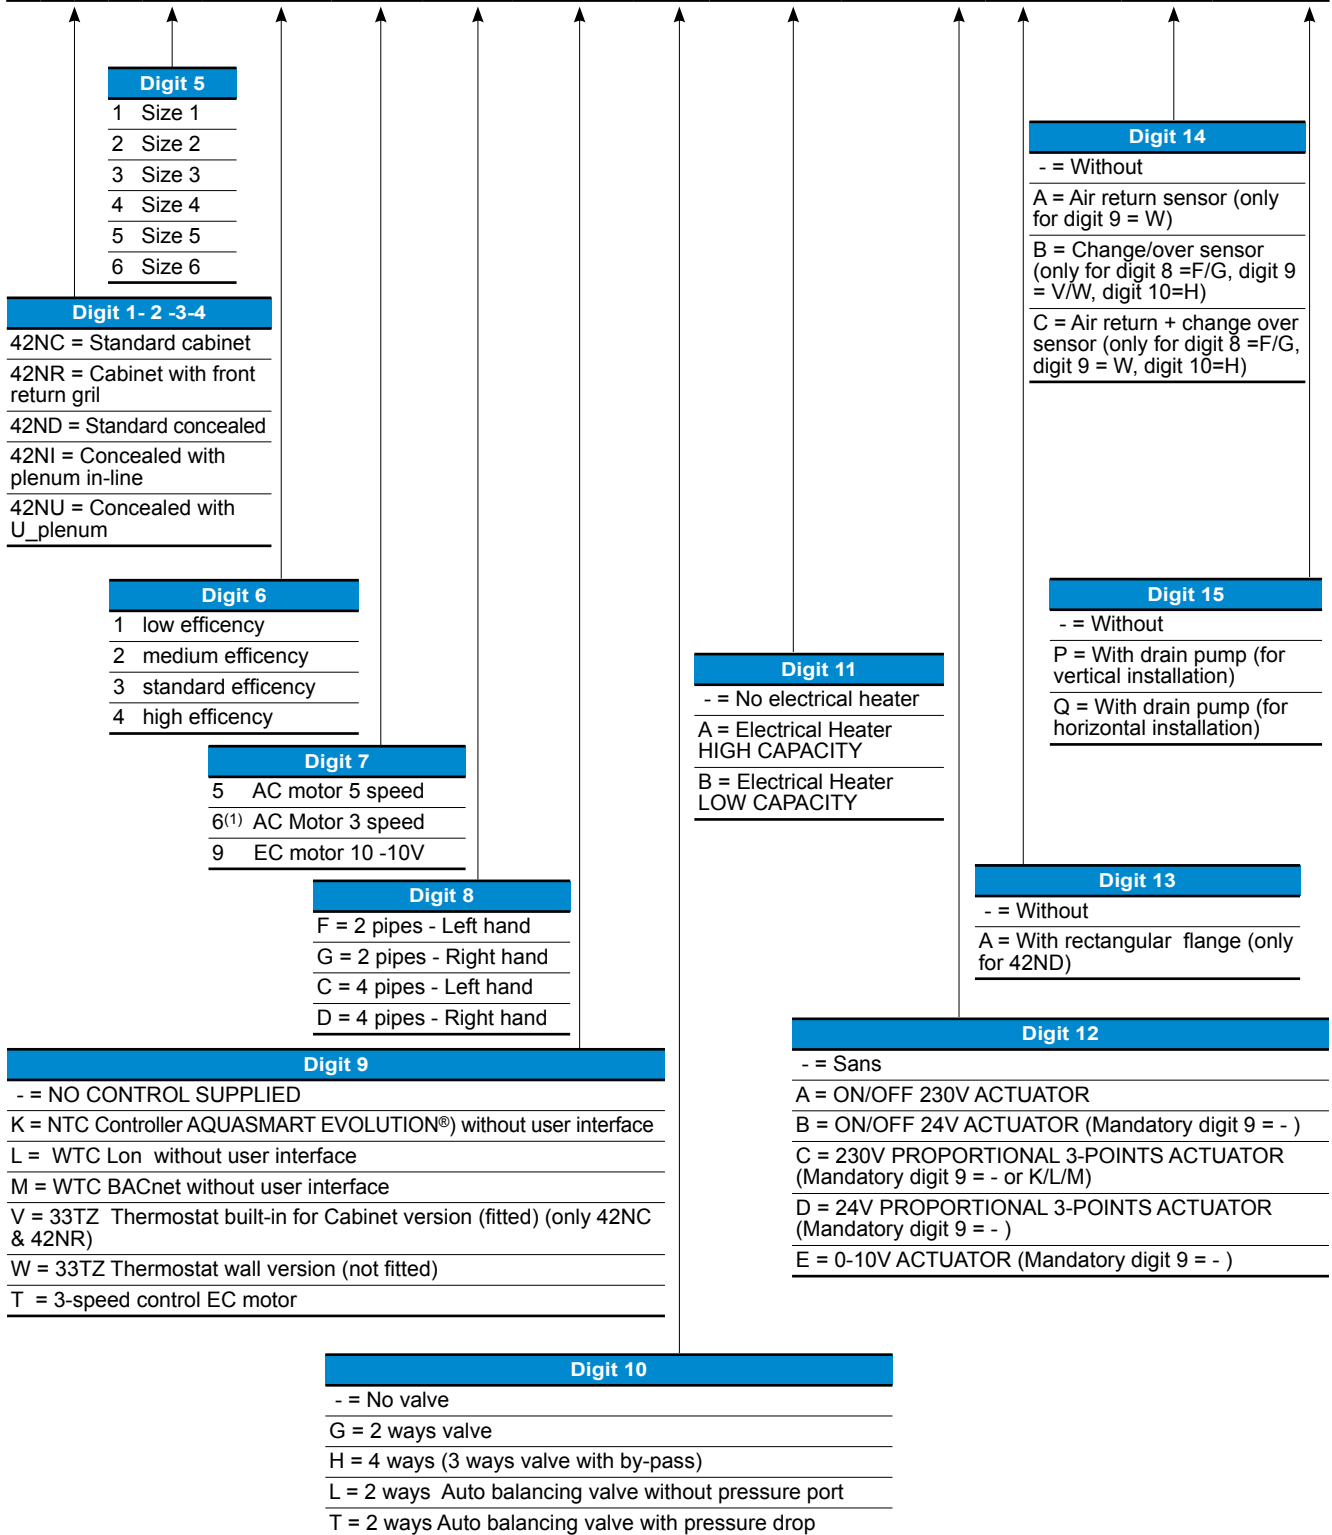 Digit 5
1 Size 1
2 Size 2
3 Size 3
4 Size 4
5 Size 5
6 Size 6
Digit 14
- = Without
A = Air return sensor (only
for digit 9 = W)
B = Change/over sensor
(only for digit 8 =F/G, digit 9
= V/W, digit 10=H)
C = Air return + change over
sensor (only for digit 8 =F/G,
digit 9 = W, digit 10=H)
Digit 1- 2 -3-4
42NC = Standard cabinet
42NR = Cabinet with front
return gril
42ND = Standard concealed
42NI = Concealed with
plenum in-line
42NU = Concealed with
U_plenum
Digit 6
1 low efficency
2 medium efficency
3 standard efficency
4 high efficency
Digit 15
- = Without
P = With drain pump (for
vertical installation)
Q = With drain pump (for
horizontal installation)
Digit 11
- = No electrical heater
A = Electrical Heater
HIGH CAPACITY
B = Electrical Heater
LOW CAPACITY
Digit 7
5 AC motor 5 speed
6(1) AC Motor 3 speed
9 EC motor 10 -10V
Digit 8
F = 2 pipes - Left hand
G = 2 pipes - Right hand
C = 4 pipes - Left hand
D = 4 pipes - Right hand
Digit 13
- = Without
A = With rectangular flange (only
for 42ND)
Digit 9
- = NO CONTROL SUPPLIED
K = NTC Controller AQUASMART EVOLUTION®) without user interface
L = WTC Lon without user interface
M = WTC BACnet without user interface
V = 33TZ Thermostat built-in for Cabinet version (fitted) (only 42NC
& 42NR)
W = 33TZ Thermostat wall version (not fitted)
T = 3-speed control EC motor
Digit 12
- = Sans
A = ON/OFF 230V ACTUATOR
B = ON/OFF 24V ACTUATOR (Mandatory digit 9 = - )
C = 230V PROPORTIONAL 3-POINTS ACTUATOR
(Mandatory digit 9 = - or K/L/M)
D = 24V PROPORTIONAL 3-POINTS ACTUATOR
(Mandatory digit 9 = - )
E = 0-10V ACTUATOR (Mandatory digit 9 = - )
Digit 10
- = No valve
G = 2 ways valve
H = 4 ways (3 ways valve with by-pass)
L = 2 ways Auto balancing valve without pressure port
T = 2 ways Auto balancing valve with pressure drop